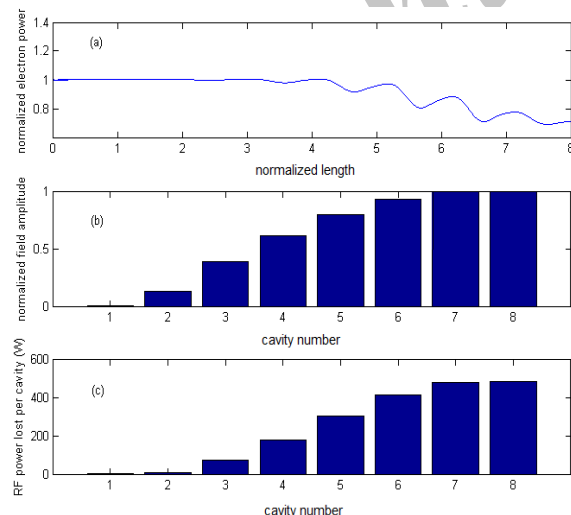 1.4
1.2
1
0.8
normalized electron power
(a)
0 1 2 3 4 5 6 7 8
normalized length
1
0.5
0
normalized field amplitude
(b)
1 2 3 4 5 6 7 8
cavity number
600
400
200
0
RF power lost per cavity (W)
(c)
1 2 3 4 5 6 7 8
cavity number